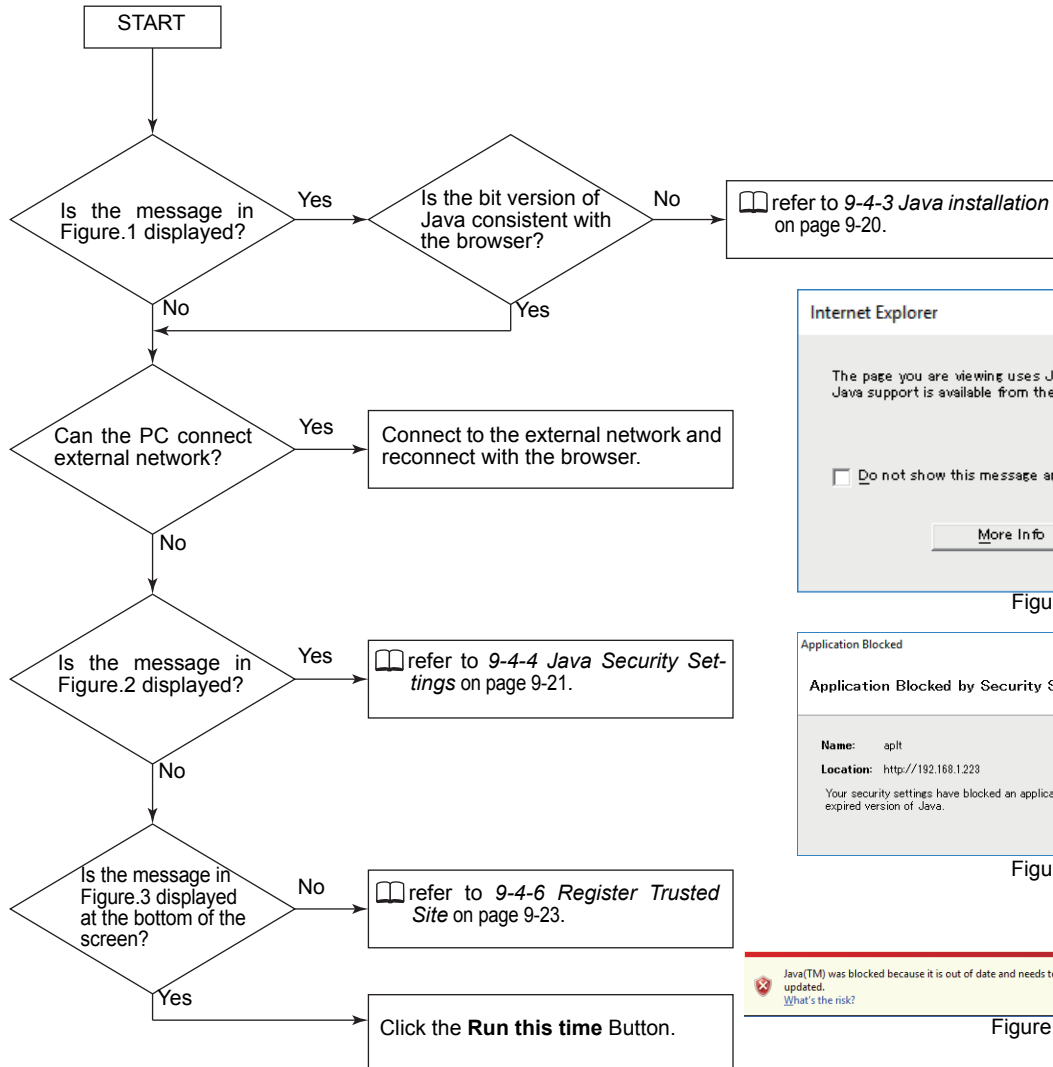 START
Is the message in
Figure.1 displayed?
Yes
Is the bit version of
Java consistent with
the browser?
No
refer to 9-4-3 Java installation
on page 9-20.
No
Yes
Internet Explorer
The page you are viewing uses J
Java support is available from the
Do not show this message a
More Info
Figu
Can the PC connect
external network?
Yes
Connect to the external network and
reconnect with the browser.
No
Is the message in
Figure.2 displayed?
Yes
refer to 9-4-4 Java Security Set-
tings on page 9-21.
No
Application Blocked
Application Blocked by Security S
Name: aplt
Location: http://192.168.1.223
Your security settings have blocked an applica
expired version of Java.
Figu
Is the message in
Figure.3 displayed
at the bottom of the
screen?
No
refer to 9-4-6 Register Trusted
Site on page 9-23.
Yes
Click the Run this time Button.
Java(TM) was blocked because it is out of date and needs t
updated.
What's the risk?
Figure